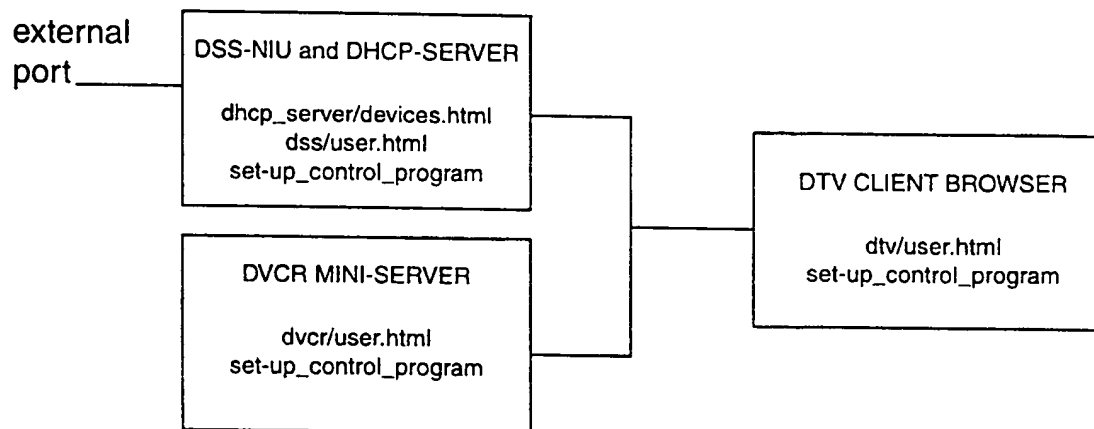 external
port
DSS-NIU and DHCP-SERVER
dhcp_server/devices.html
dss/user.html
set-up_control_program
DVCR MINI-SERVER
dvcr/user.html
set-up_control_program
DTV CLIENT BROWSER
dtv/user.html
set-up_control_program